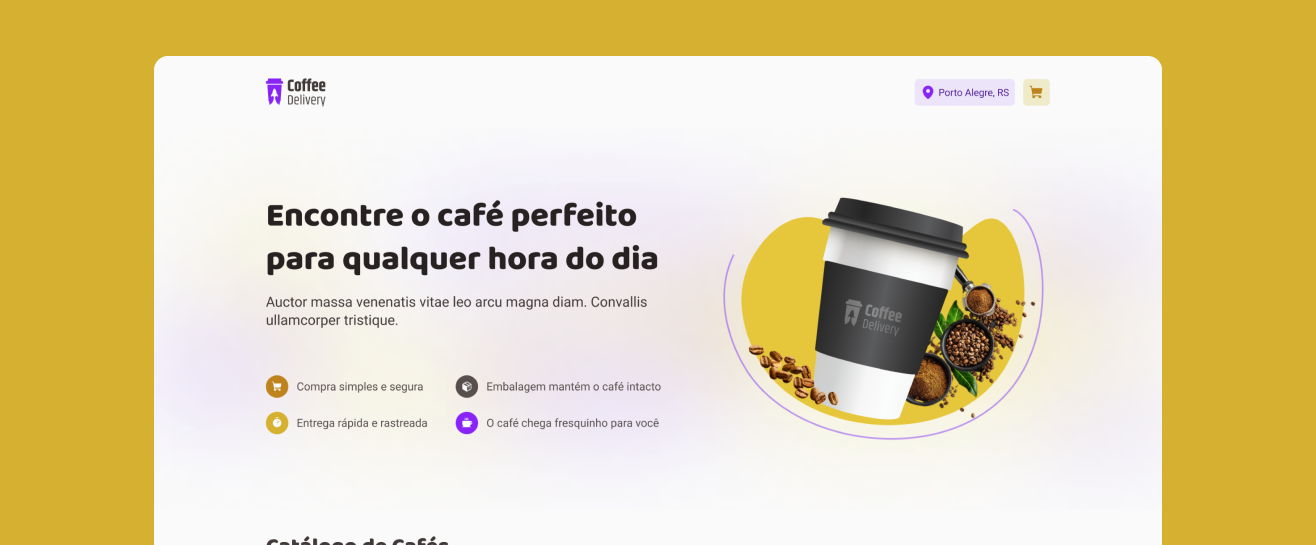 Coffee
Delivery
Porto Alegre, RS
Encontre o café perfeito
para qualquer hora do dia
Auctor massa venenatis vitae leo arcu magna diam. Convallis
ullamcorper tristique.
Compra simples e segura
Embalagem mantém o café intacto
Entrega rápida e rastreada
O café chega fresquinho para você
Coffee
Delivery
Catálogo de Cafés